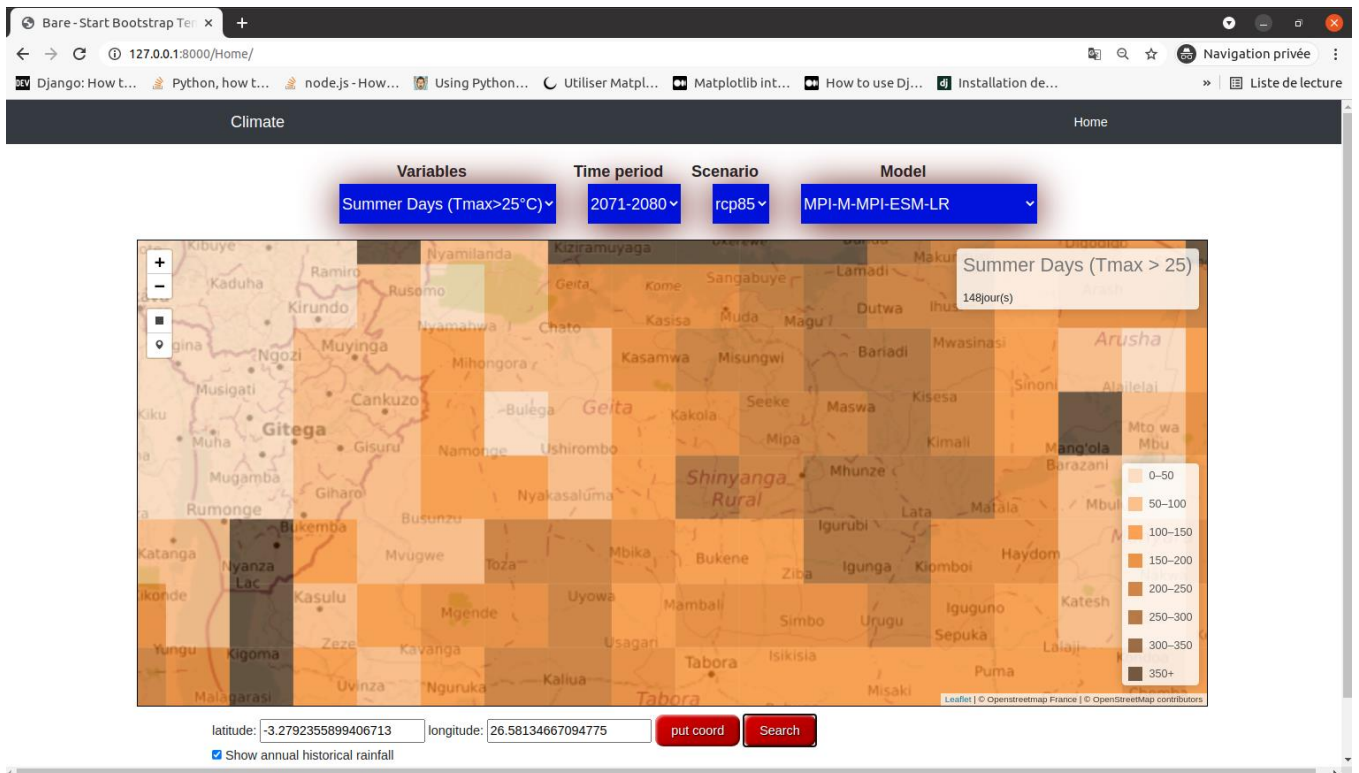 Bare - Start Bootstrap Ter
127.0.0.1:8000/Home/
Navigation privée
Django: How t... Python, how t... node.js - How... Using Python... Utiliser Matpl... Matplotlib int... How to use Dj... Installation de... » Liste de lecture
Climate Home
Variables Time period Scenario Model
Summer Days (Tmax>25°C) 2071-2080 rcp85 MPI-M-MPI-ESM-LR
+
−
Summer Days (Tmax > 25)
148jour(s)
Kibuye Nyamilanda Kiziramuyaga
Kaduha Ramiro Rusomo Geita Kome Sangabuye Lamadi
Kirundo Nyamahwa Chato Kasisa Muda Magu Dutwa
Ngozi Muyinga Mihongora Kasamwa Misungwi Bariadi Mwasinasi Arusha
Musigati Cankuzo Bulega Geita Kakola Seeke Maswa Kisesa Sinoni Alailelai
Kiku Muha Gitega Gisuru Namonge Ushirombo Mipa Kimali Mang'ola Mto wa Mbu
Mugamba Giharo Nyakasaluma Shinyanga Rural Mhunze Lata Matala Barazani
Rumonge Bukemba Busunzu Igurubi
Katanga Nyanza Lac Mvugwe Toza Mbika Bukene Ziba Igunga Kiomboi Haydom
Kasulu Mgende Uyowa Mambali Simbo Urugu Iguguno Katesh
Yungu Kigoma Zeze Kavanga Usagari Tabora Isikisia Sepuka Lalaji
Malagarasi Uvinza Nguruka Kaliua Tabora Misaki Puma
0–50
50–100
100–150
150–200
200–250
250–300
300–350
350+
Leaflet | © Openstreetmap France | © OpenStreetMap contributors
latitude: -3.2792355899406713 longitude: 26.58134667094775 put coord Search
Show annual historical rainfall